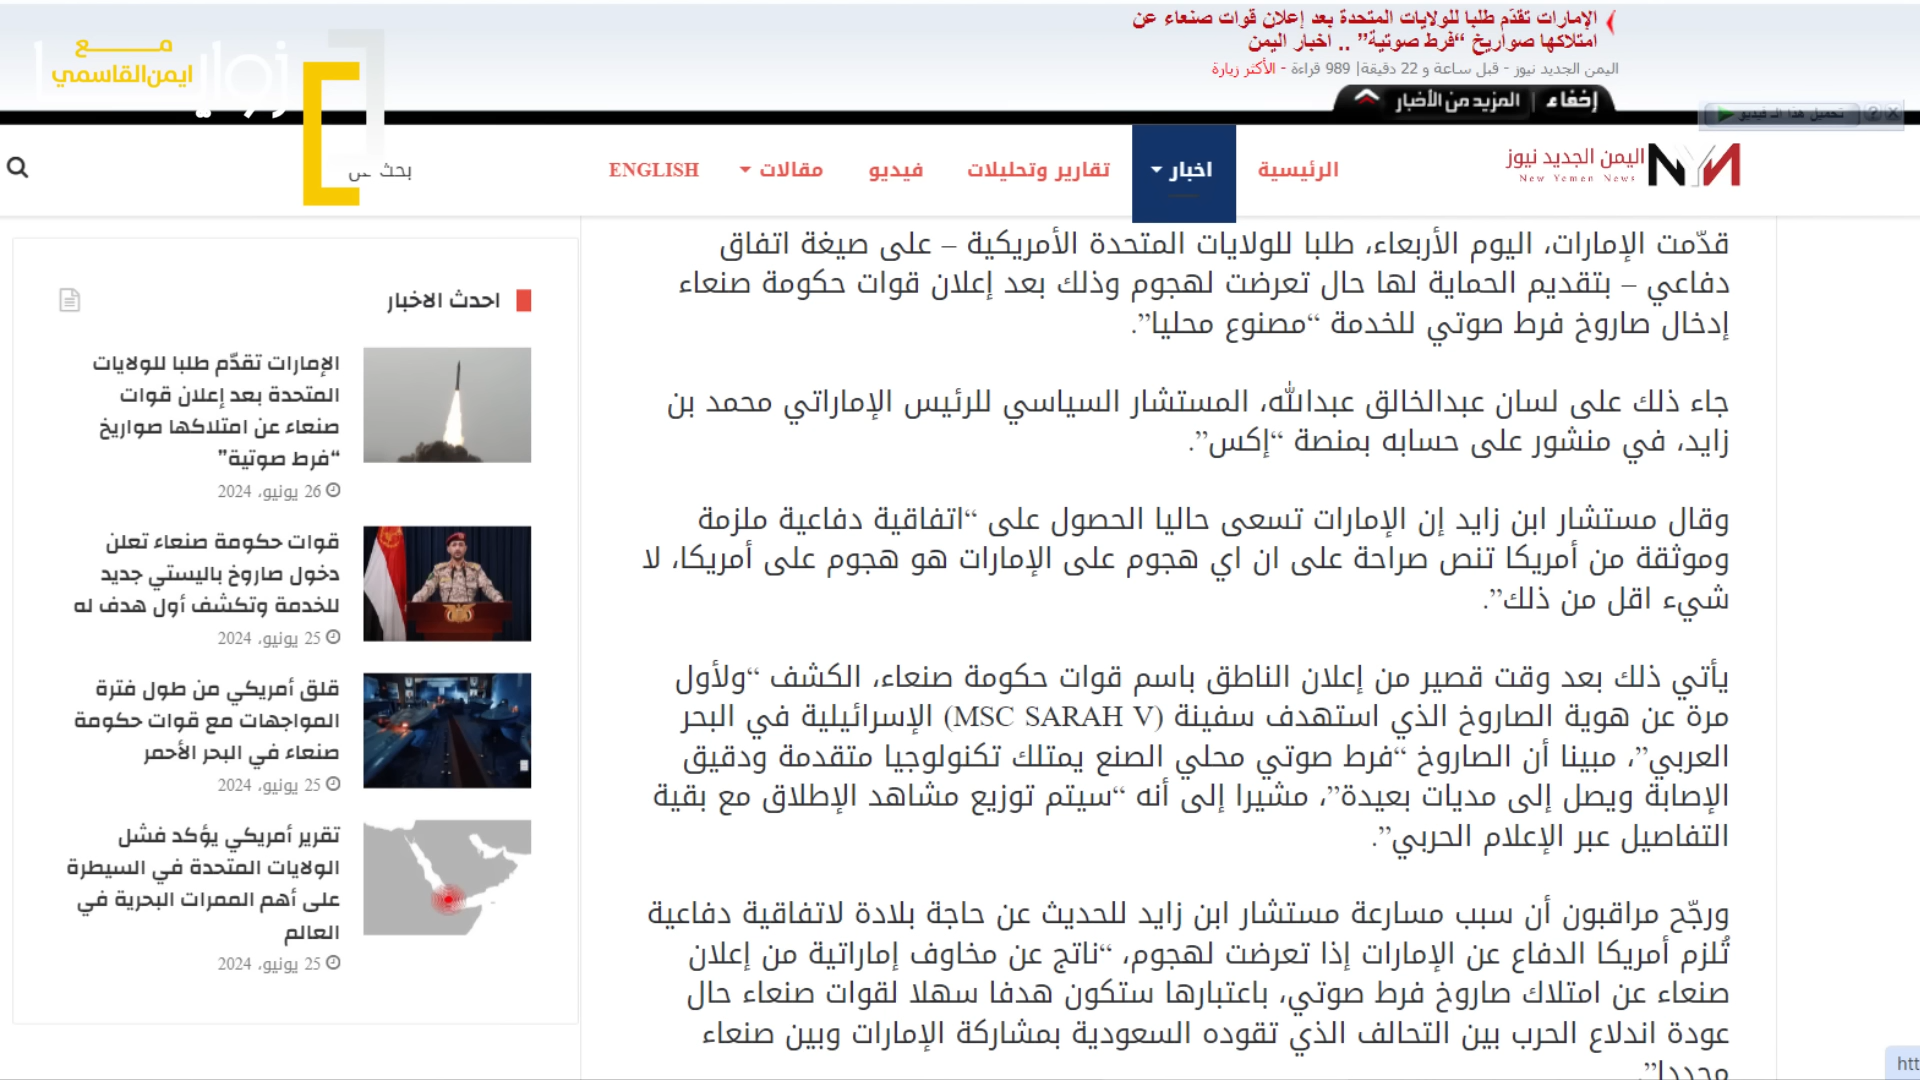 الإمارات تقدّم طلبا للولايات المتحدة بعد إعلان قوات صنعاء عن
امتلاكها صواريخ “فرط صوتية” .. اخبار اليمن
اليمن الجديد نيوز - قبل ساعة و 22 دقيقة| 989 قراءة - الأكثر زيارة
إخفاء | المزيد من الأخبار
تحميل هذا الـ فيديو
مع
ايمن القاسمي
زوايا
اليمن الجديد نيوز
New Yemen News
NYN
الرئيسية
اخبار
تقارير وتحليلات
فيديو
مقالات
ENGLISH
بحث عن
قدّمت الإمارات، اليوم الأربعاء، طلبا للولايات المتحدة الأمريكية – على صيغة اتفاق
دفاعي – بتقديم الحماية لها حال تعرضت لهجوم وذلك بعد إعلان قوات حكومة صنعاء
إدخال صاروخ فرط صوتي للخدمة “مصنوع محليا”.
جاء ذلك على لسان عبدالخالق عبدالله، المستشار السياسي للرئيس الإماراتي محمد بن
زايد، في منشور على حسابه بمنصة “إكس”.
وقال مستشار ابن زايد إن الإمارات تسعى حاليا الحصول على “اتفاقية دفاعية ملزمة
وموثقة من أمريكا تنص صراحة على ان اي هجوم على الإمارات هو هجوم على أمريكا، لا
شيء اقل من ذلك”.
يأتي ذلك بعد وقت قصير من إعلان الناطق باسم قوات حكومة صنعاء، الكشف “ولأول
مرة عن هوية الصاروخ الذي استهدف سفينة (MSC SARAH V) الإسرائيلية في البحر
العربي”، مبينا أن الصاروخ “فرط صوتي محلي الصنع يمتلك تكنولوجيا متقدمة ودقيق
الإصابة ويصل إلى مديات بعيدة”، مشيرا إلى أنه “سيتم توزيع مشاهد الإطلاق مع بقية
التفاصيل عبر الإعلام الحربي”.
ورجّح مراقبون أن سبب مسارعة مستشار ابن زايد للحديث عن حاجة بلادة لاتفاقية دفاعية
تُلزم أمريكا الدفاع عن الإمارات إذا تعرضت لهجوم، “ناتج عن مخاوف إماراتية من إعلان
صنعاء عن امتلاك صاروخ فرط صوتي، باعتبارها ستكون هدفا سهلا لقوات صنعاء حال
عودة اندلاع الحرب بين التحالف الذي تقوده السعودية بمشاركة الإمارات وبين صنعاء
مجددا”.
احدث الاخبار
الإمارات تقدّم طلبا للولايات
المتحدة بعد إعلان قوات
صنعاء عن امتلاكها صواريخ
“فرط صوتية”
26 يونيو، 2024
قوات حكومة صنعاء تعلن
دخول صاروخ باليستي جديد
للخدمة وتكشف أول هدف له
25 يونيو، 2024
قلق أمريكي من طول فترة
المواجهات مع قوات حكومة
صنعاء في البحر الأحمر
25 يونيو، 2024
تقرير أمريكي يؤكد فشل
الولايات المتحدة في السيطرة
على أهم الممرات البحرية في
العالم
25 يونيو، 2024
htt